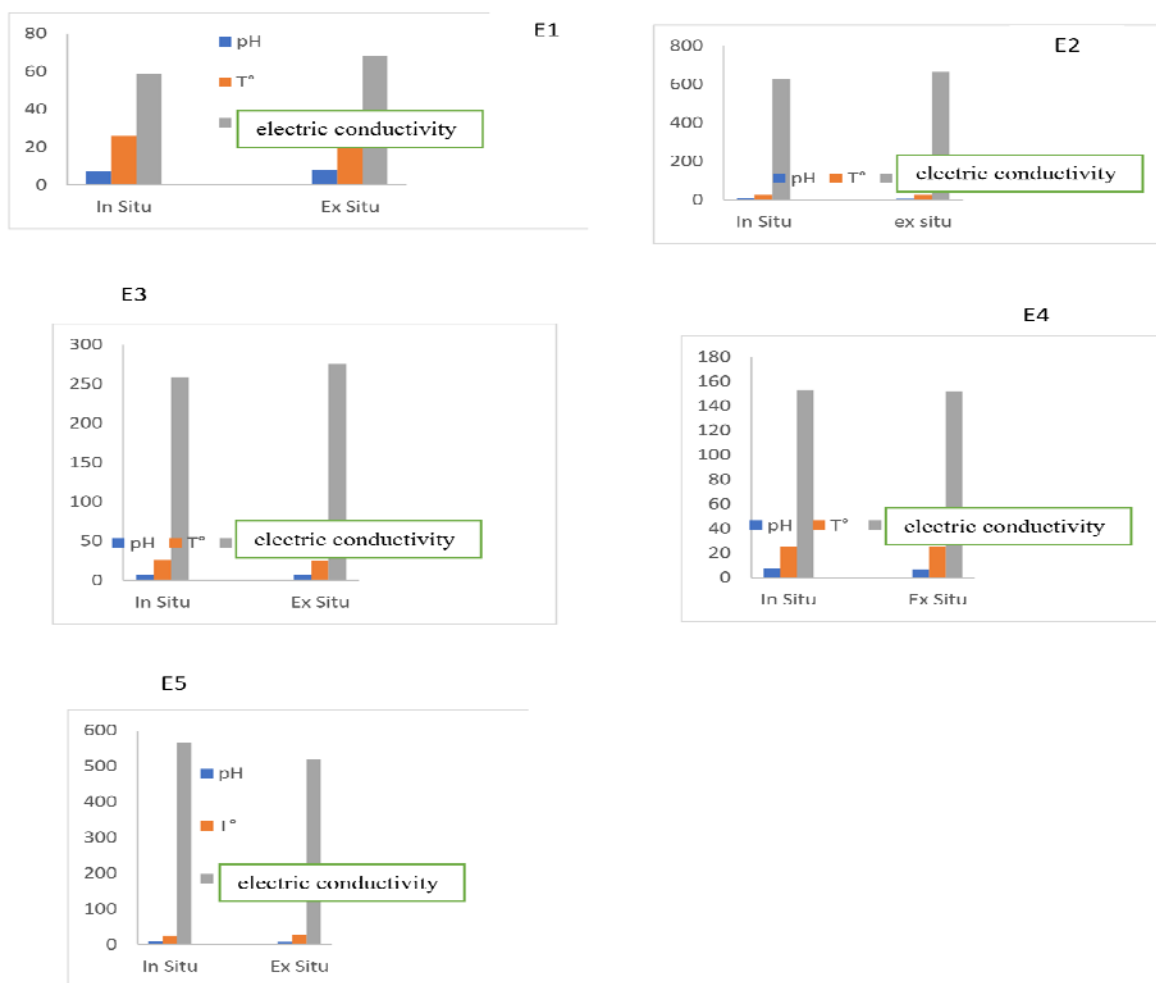 E1
80
60
40
20
0
pH
T°
electric conductivity
In Situ
Ex Situ
E2
800
600
400
200
0
pH
T°
electric conductivity
In Situ
ex situ
E3
300
250
200
150
100
50
0
pH
T°
electric conductivity
In Situ
Ex Situ
E4
180
160
140
120
100
80
60
40
20
0
pH
T°
electric conductivity
In Situ
Ex Situ
E5
600
500
400
300
200
100
0
pH
T°
electric conductivity
In Situ
Ex Situ